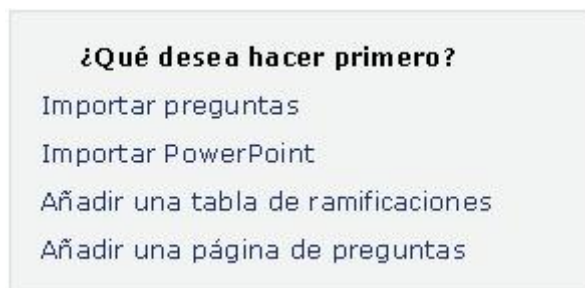 ¿Qué desea hacer primero?
Importar preguntas
Importar PowerPoint
Añadir una tabla de ramificaciones
Añadir una página de preguntas